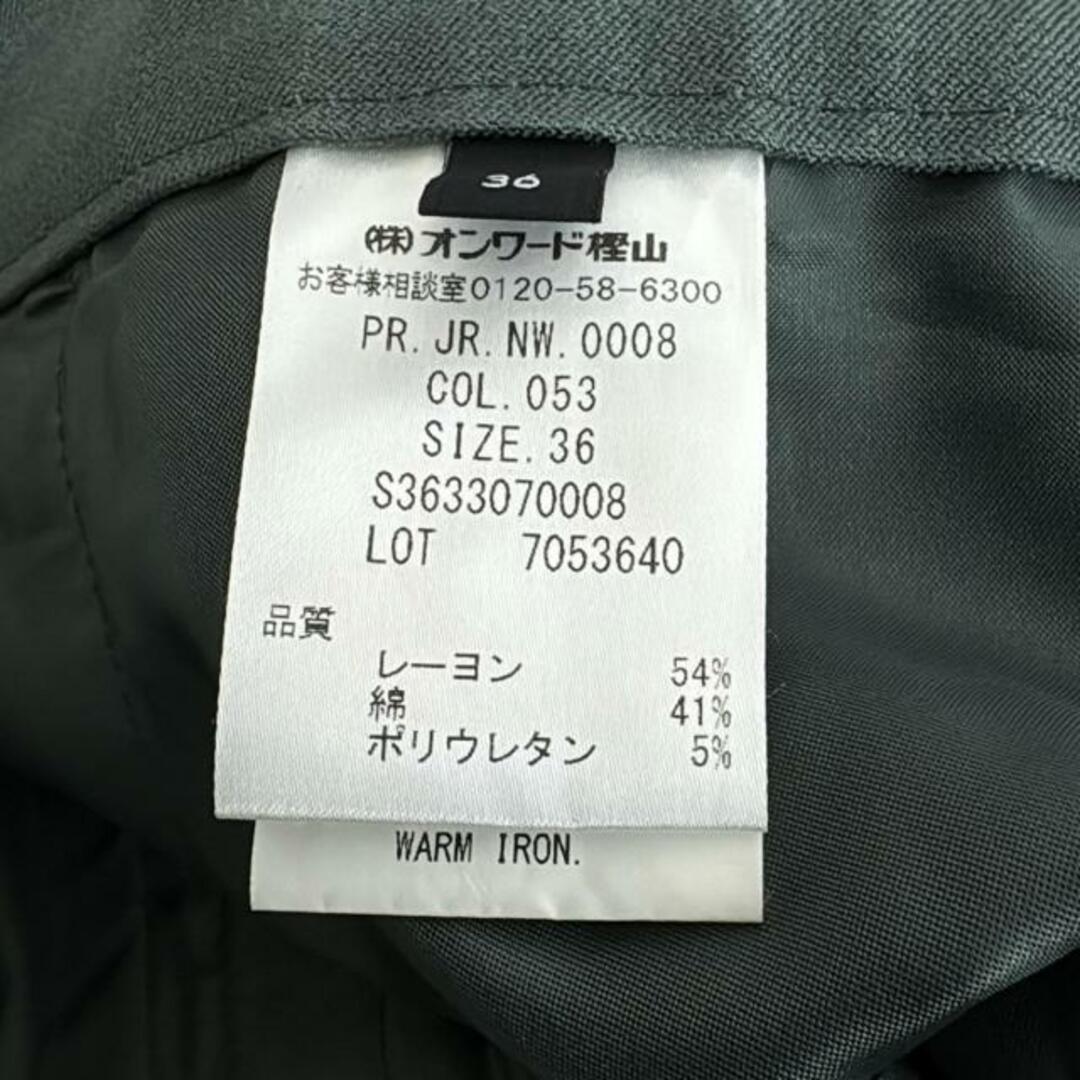 36
(株)オンワード樫山
お客様相談室0120-58-6300
PR. JR. NW. 0008
COL. 053
SIZE. 36
S3633070008
LOT 7053640
品質
レーヨン 54%
綿 41%
ポリウレタン 5%
WARM IRON.